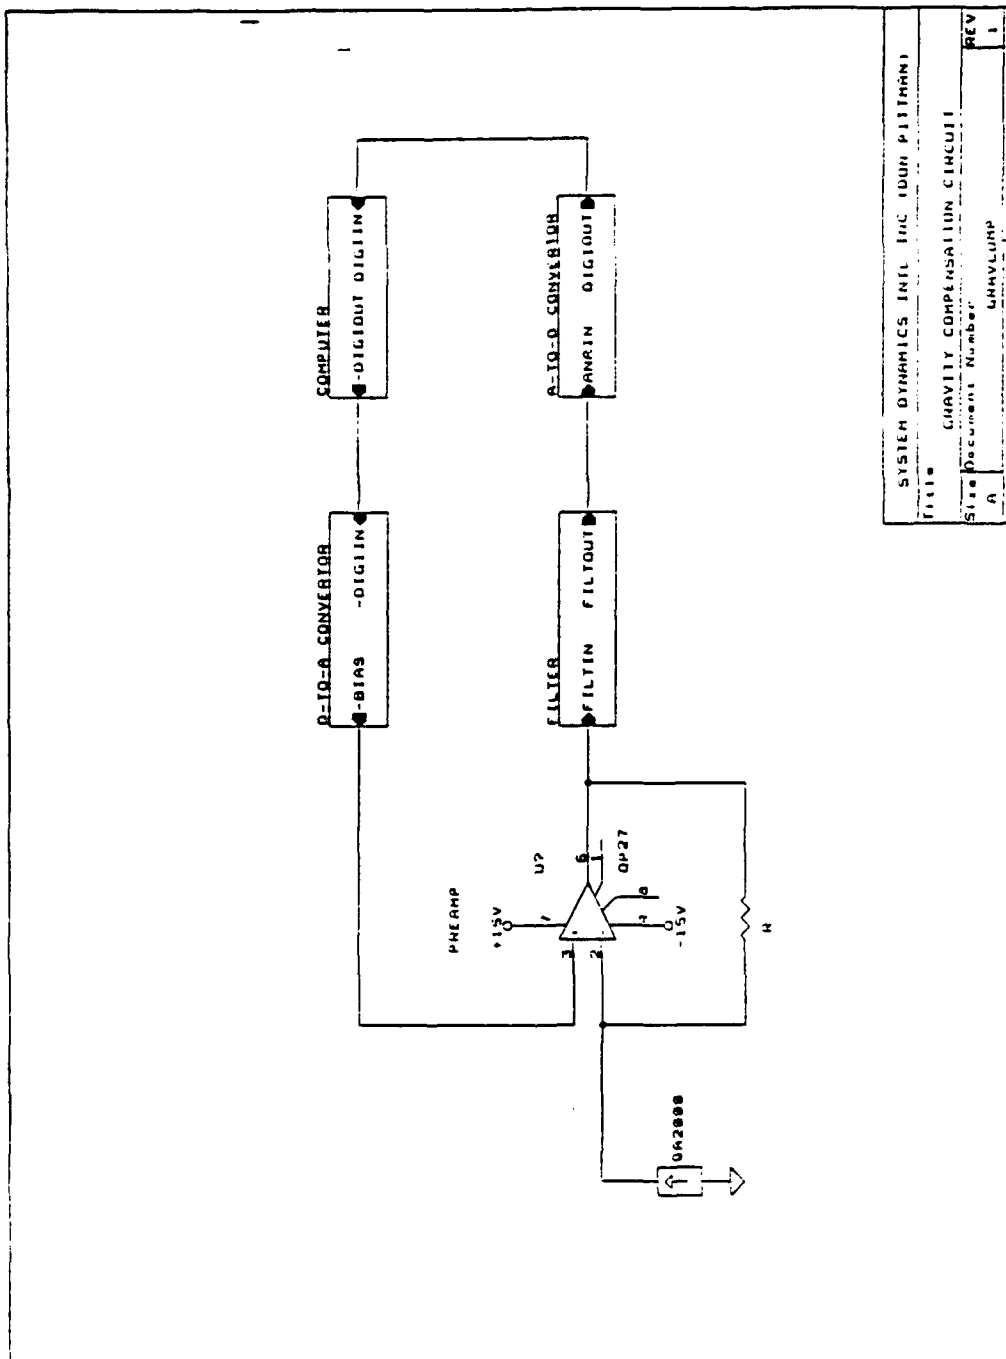 COMPUTER
-DIGIOUT DIGIIN
D-TO-A CONVERTOR
-BIAS -DIGIIN
A-TO-D CONVERTOR
ANAIN DIGIOUT
FILTER
FILTIN FILTOUT
PREAMP
+15V
7
U?
3
2
6
1
OP27
8
4
-15V
R
QA2000
SYSTEM DYNAMICS INTL INC (DON PITTMAN)
Title
GRAVITY COMPENSATION CIRCUIT
Size Document Number
REV
A
GRAVCOMP
1